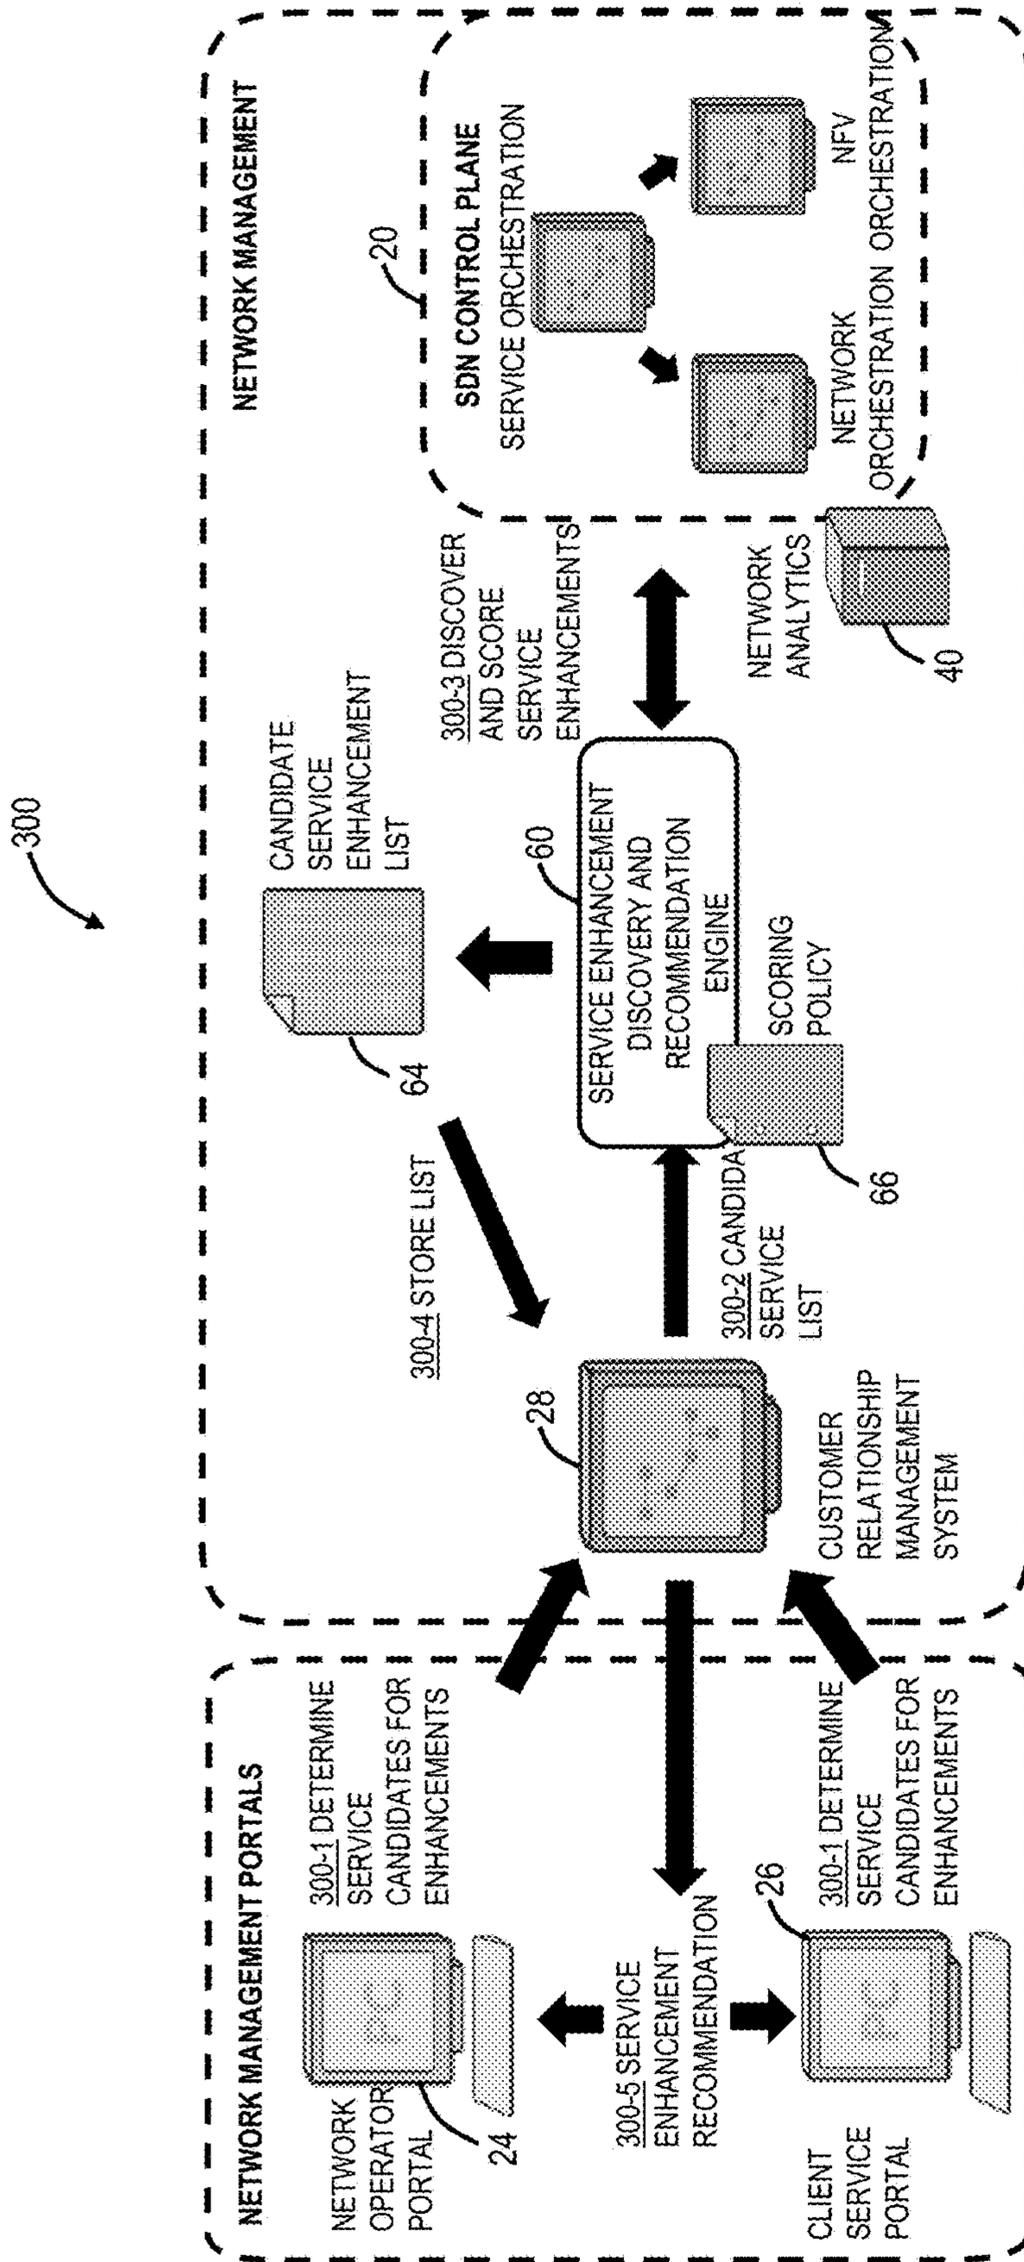 300
NETWORK MANAGEMENT PORTALS
NETWORK
OPERATOR
PORTAL
24
300-1 DETERMINE
SERVICE
CANDIDATES FOR
ENHANCEMENTS
300-5 SERVICE
ENHANCEMENT
RECOMMENDATION
CLIENT
SERVICE
PORTAL
26
300-1 DETERMINE
SERVICE
CANDIDATES FOR
ENHANCEMENTS
NETWORK MANAGEMENT
28
CUSTOMER
RELATIONSHIP
MANAGEMENT
SYSTEM
300-4 STORE LIST
300-2 CANDIDA
SERVICE
LIST
64
CANDIDATE
SERVICE
ENHANCEMENT
LIST
60
SERVICE ENHANCEMENT
DISCOVERY AND
RECOMMENDATION
ENGINE
66
SCORING
POLICY
300-3 DISCOVER
AND SCORE
SERVICE
ENHANCEMENTS
NETWORK
ANALYTICS
40
20
SDN CONTROL PLANE
SERVICE ORCHESTRATION
NETWORK
ORCHESTRATION
NFV
ORCHESTRATION